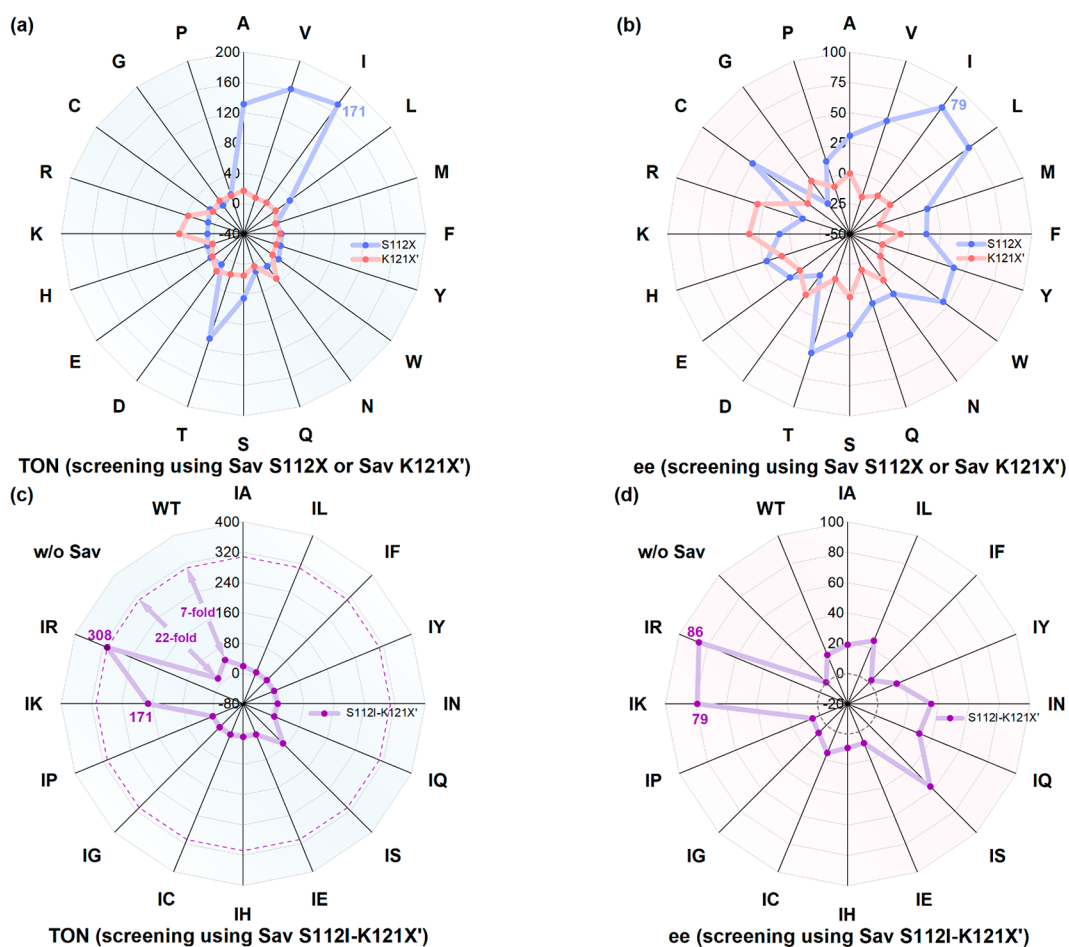 (a)
A
V
I
L
M
F
Y
W
N
Q
S
T
D
E
H
K
R
C
G
P
200
160
120
80
40
0
-40
171
S112X
K121X'
TON (screening using Sav S112X or Sav K121X')
(b)
A
V
I
L
M
F
Y
W
N
Q
S
T
D
E
H
K
R
C
G
P
100
75
50
25
0
-25
-50
79
S112X
K121X'
ee (screening using Sav S112X or Sav K121X')
(c)
IA
IL
IF
IY
IN
IQ
IS
IE
IH
IC
IG
IP
IK
IR
w/o Sav
WT
400
320
240
160
80
0
-80
7-fold
22-fold
308
171
S112I-K121X'
TON (screening using Sav S112I-K121X')
(d)
IA
IL
IF
IY
IN
IQ
IS
IE
IH
IC
IG
IP
IK
IR
w/o Sav
WT
100
80
60
40
20
0
-20
86
79
S112I-K121X'
ee (screening using Sav S112I-K121X')